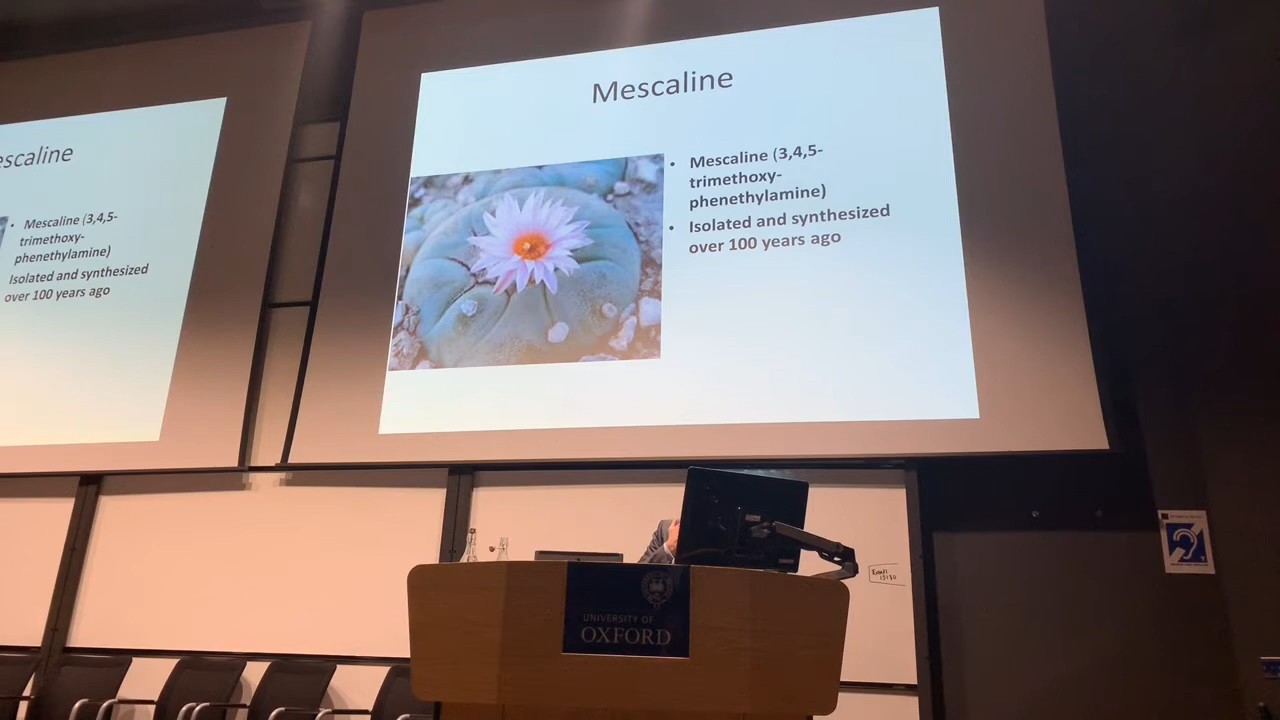 Mescaline
• Mescaline (3,4,5-
trimethoxy-
phenethylamine)
• Isolated and synthesized
over 100 years ago
escaline
• Mescaline (3,4,5-
trimethoxy-
phenethylamine)
Isolated and synthesized
over 100 years ago
UNIVERSITY OF
OXFORD